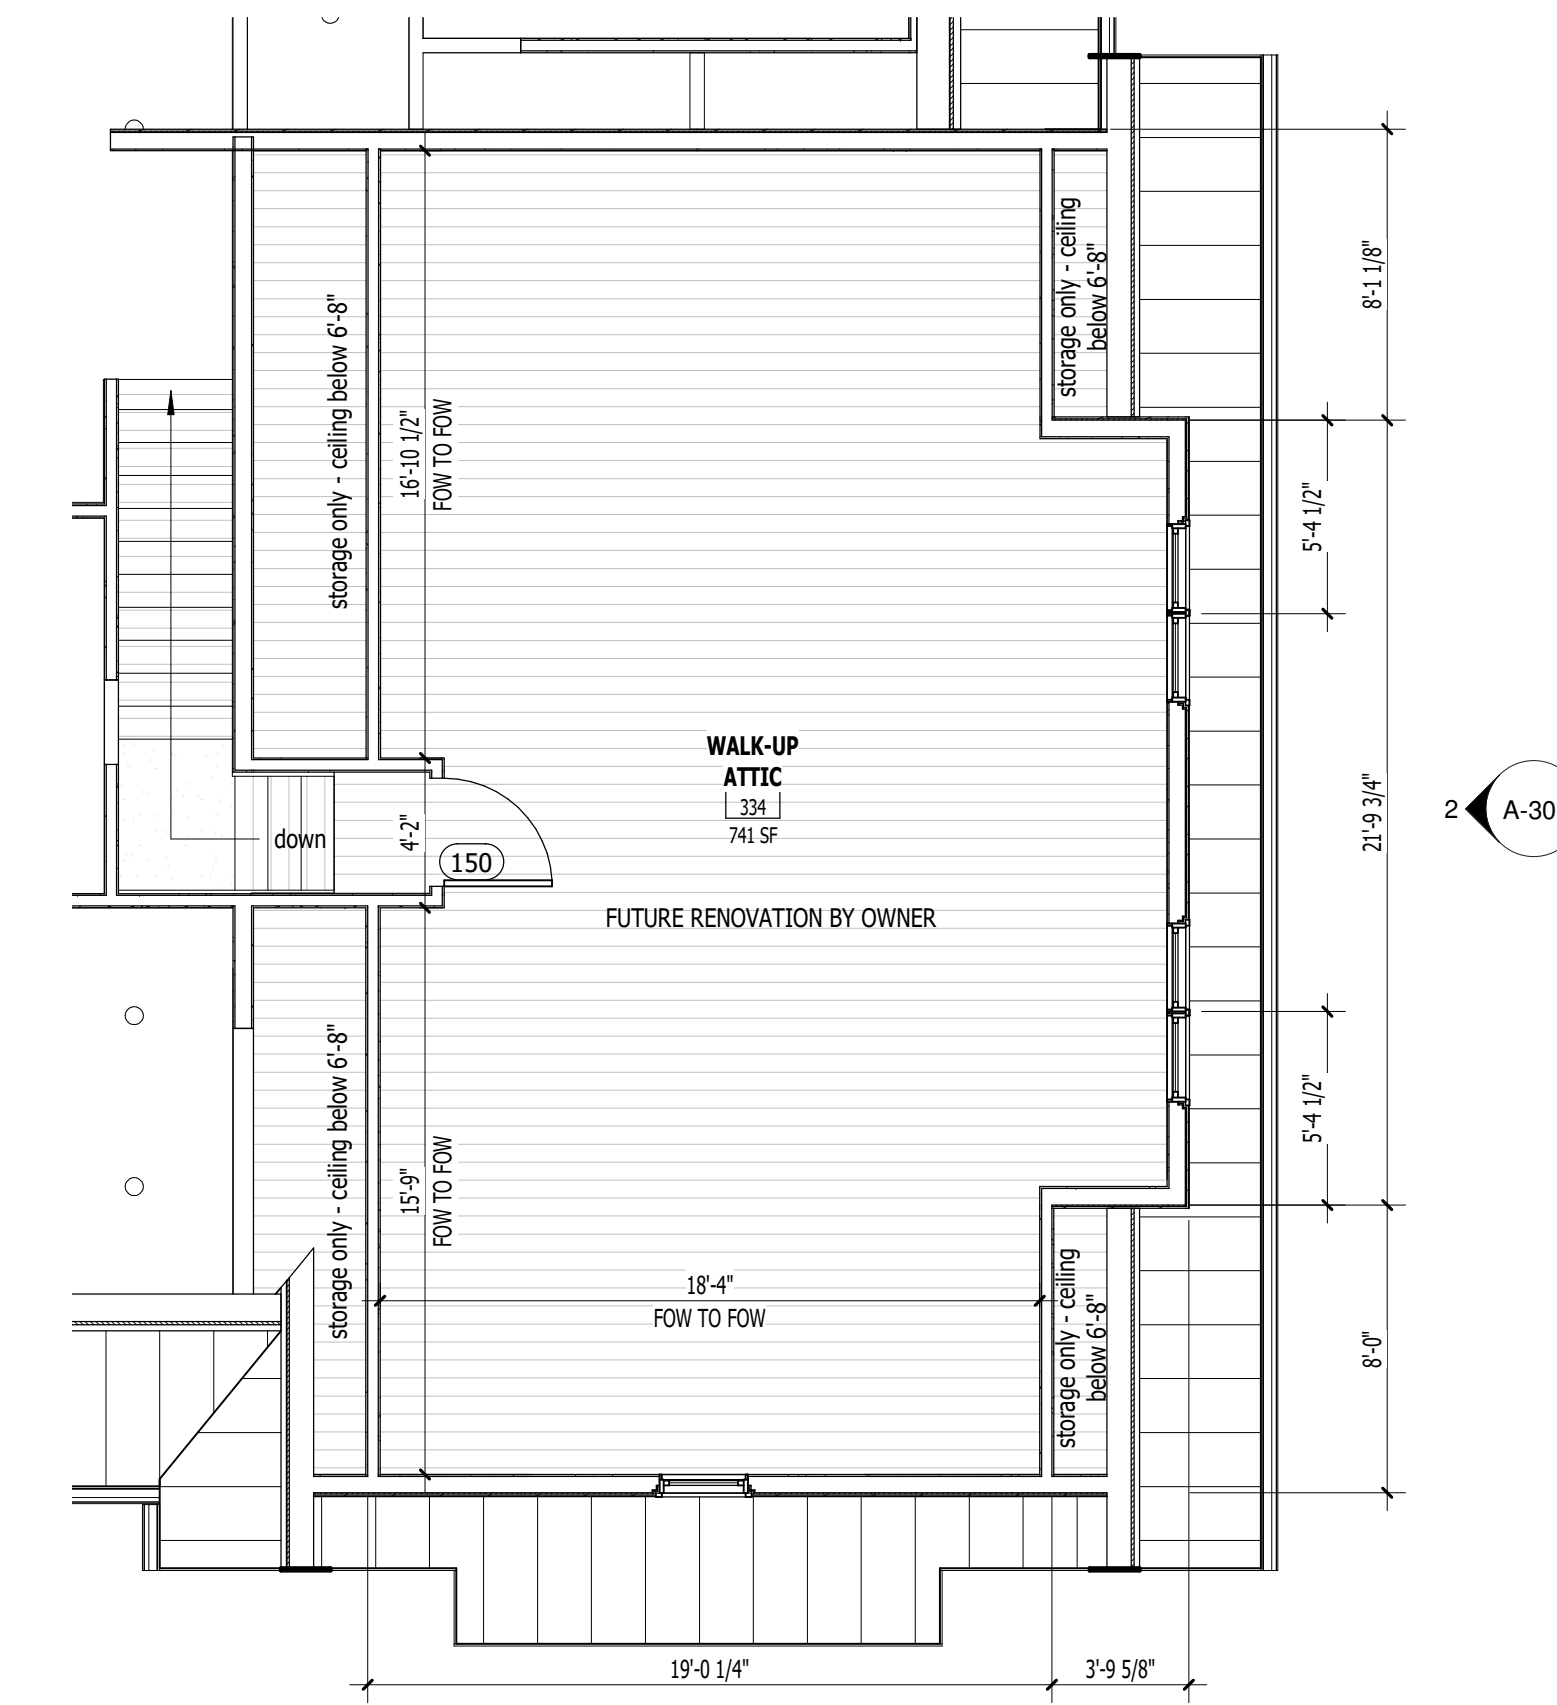 8'-1 1/8"
storage only - ceiling
below 6'-8"
storage only - ceiling below 6'-8"
16'-10 1/2"
FOW TO FOW
5'-4 1/2"
WALK-UP
ATTIC
334
741 SF
21'-9 3/4"
2
A-30
down
4'-2"
150
FUTURE RENOVATION BY OWNER
storage only - ceiling below 6'-8"
15'-9"
FOW TO FOW
5'-4 1/2"
18'-4"
FOW TO FOW
storage only - ceiling
below 6'-8"
8'-0"
19'-0 1/4"
3'-9 5/8"